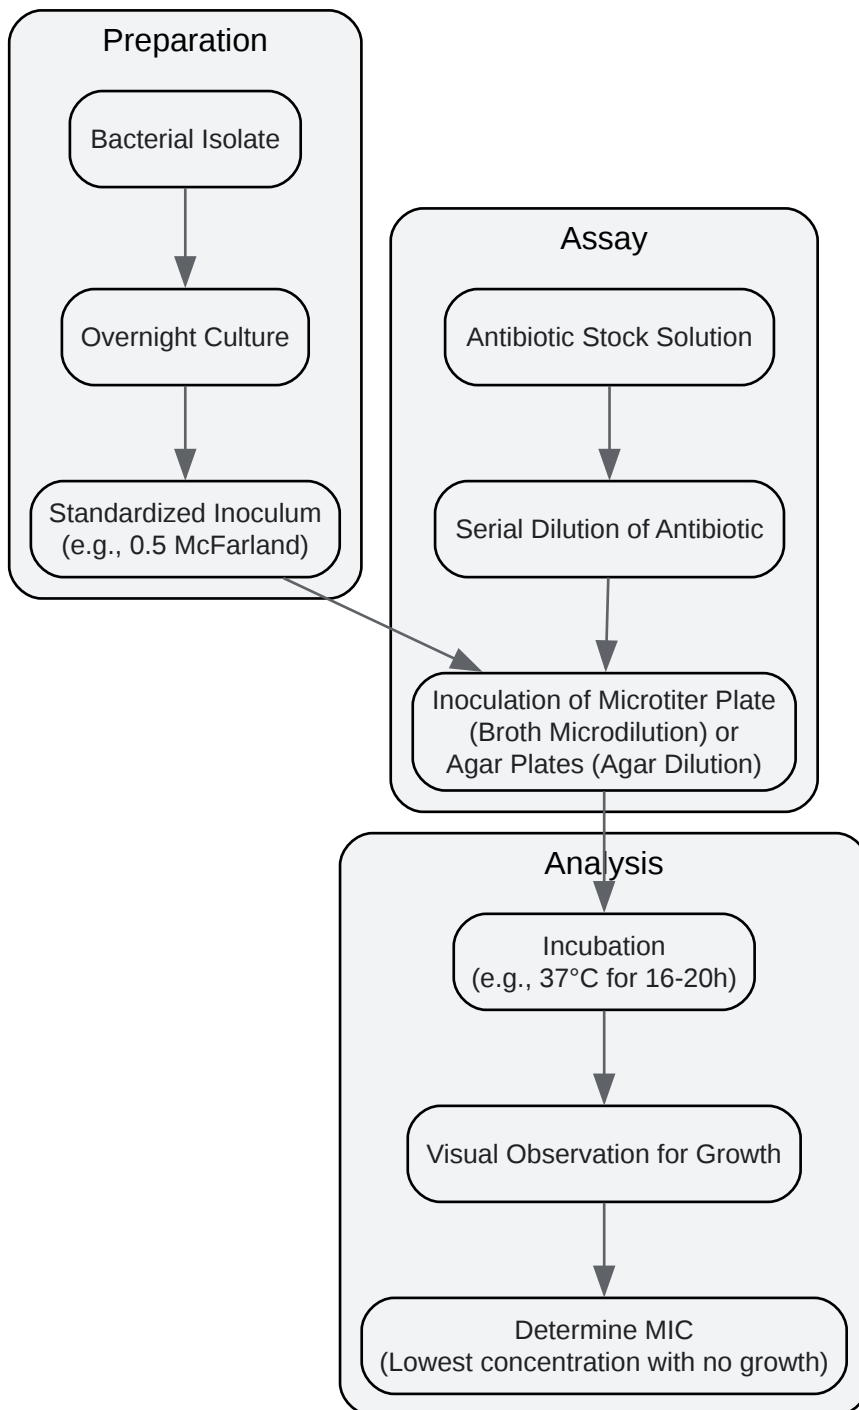 Preparation
Bacterial Isolate
Overnight Culture
Standardized Inoculum
(e.g., 0.5 McFarland)
Assay
Antibiotic Stock Solution
Serial Dilution of Antibiotic
Inoculation of Microtiter Plate
(Broth Microdilution) or
Agar Plates (Agar Dilution)
Analysis
Incubation
(e.g., 37°C for 16-20h)
Visual Observation for Growth
Determine MIC
(Lowest concentration with no growth)